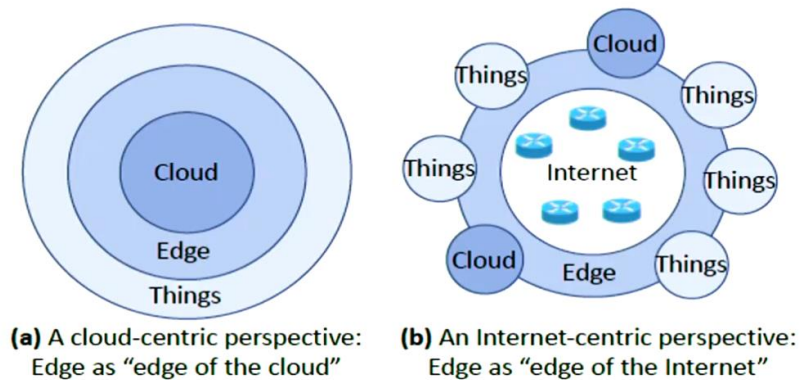 Cloud
Edge
Things
(a) A cloud-centric perspective:
Edge as “edge of the cloud”
Cloud
Things
Things
Things
Internet
Things
Cloud
Edge
Things
(b) An Internet-centric perspective:
Edge as “edge of the Internet”